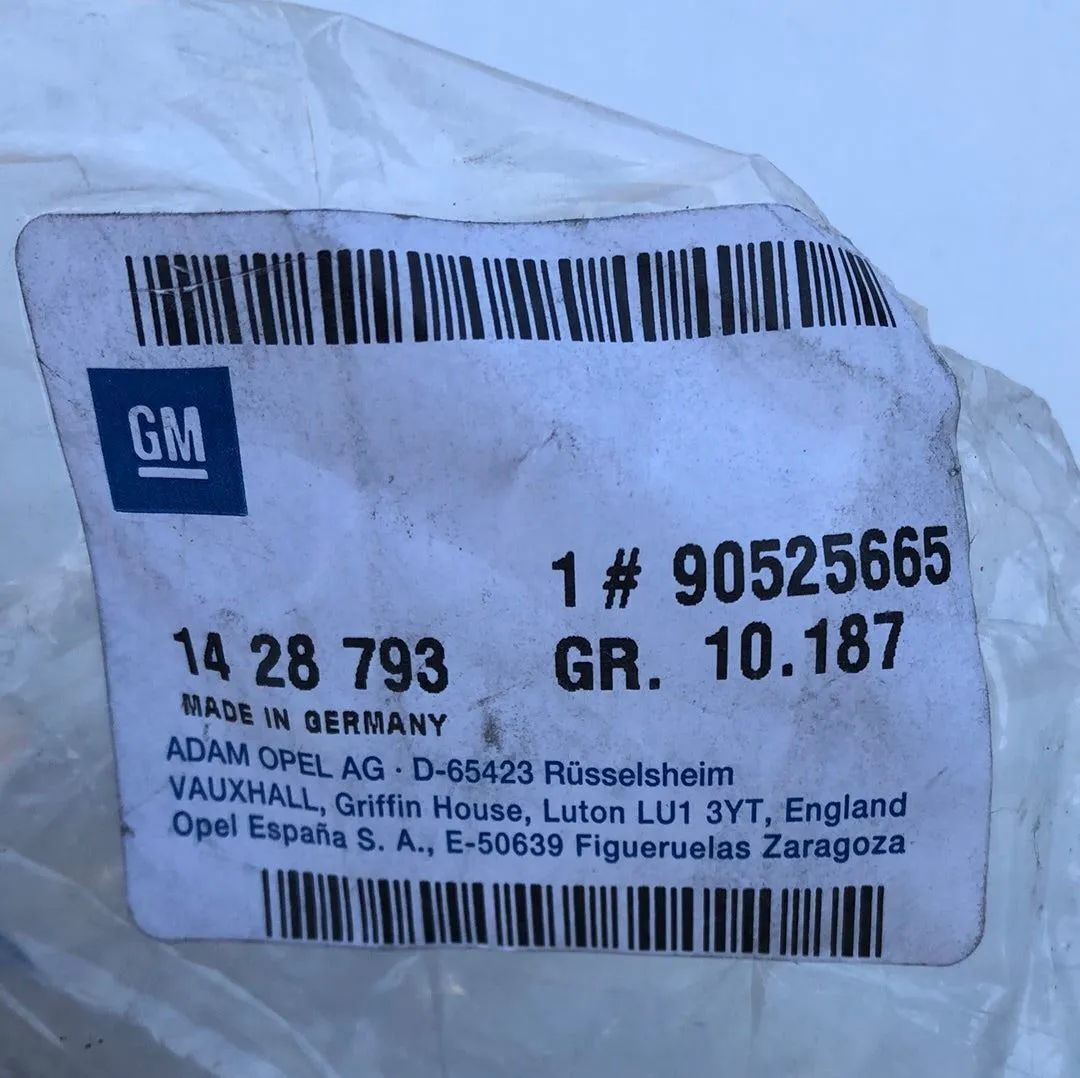 GM
1 # 90525665
14 28 793 GR. 10.187
MADE IN GERMANY
ADAM OPEL AG · D-65423 Rüsselsheim
VAUXHALL, Griffin House, Luton LU1 3YT, England
Opel España S. A., E-50639 Figueruelas Zaragoza